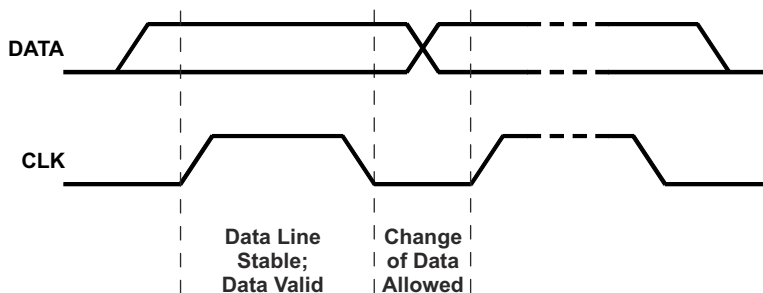 DATA
CLK
Data Line
Stable;
Data Valid
Change
of Data
Allowed